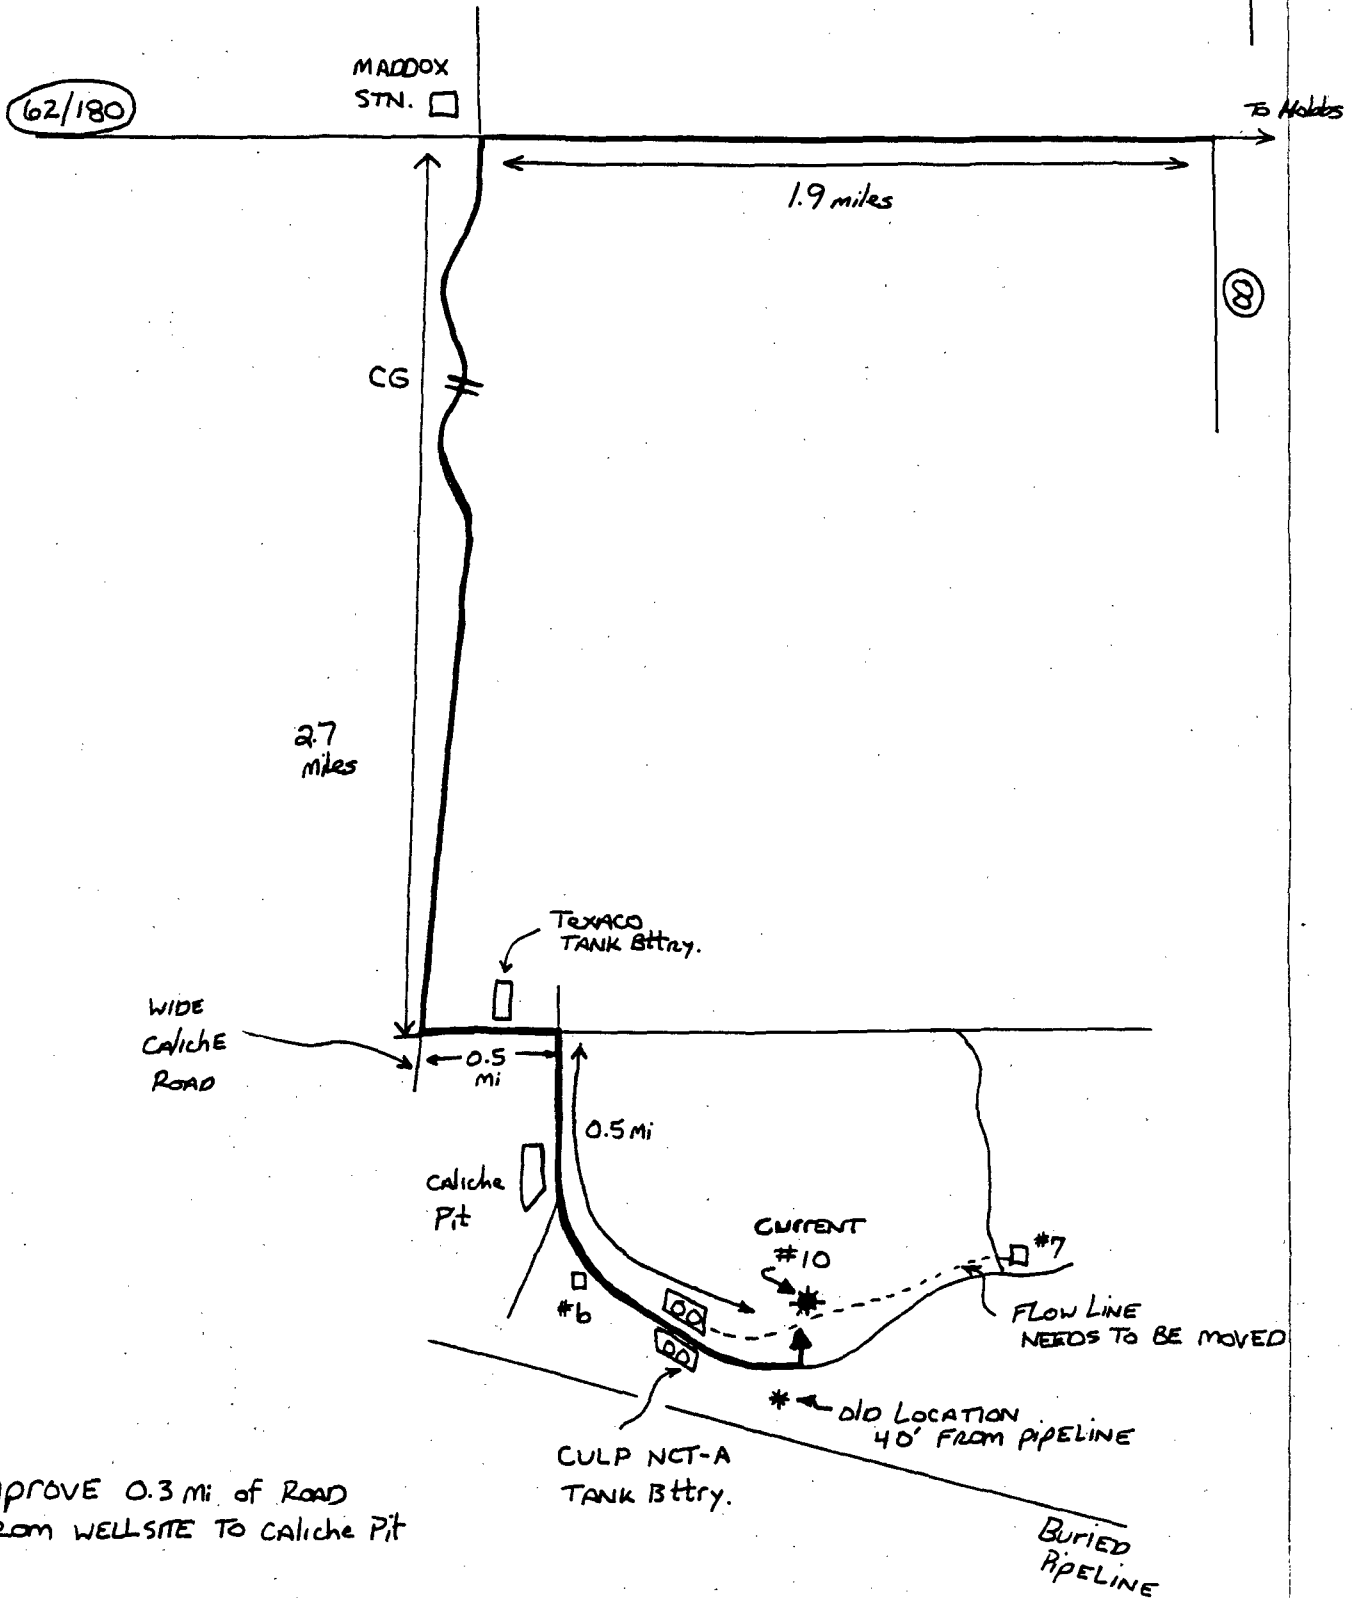 MADDOX
STN.
62/180
To Hobbs
1.9 miles
8
CG
2.7
miles
TEXACO
TANK Bttry.
WIDE
CAlichE
ROAD
0.5
Mi
0.5 Mi
Caliche
Pit
CURRENT
#10
#7
#6
FLOW LINE
NEEDS TO BE MOVED
OlD LOCATION
40' FROM PIPELINE
CULP NCT-A
TANK Bttry.
PROVE 0.3 Mi of ROAD
WELLSITE TO CAliche Pit
BURIED
PIPELINE